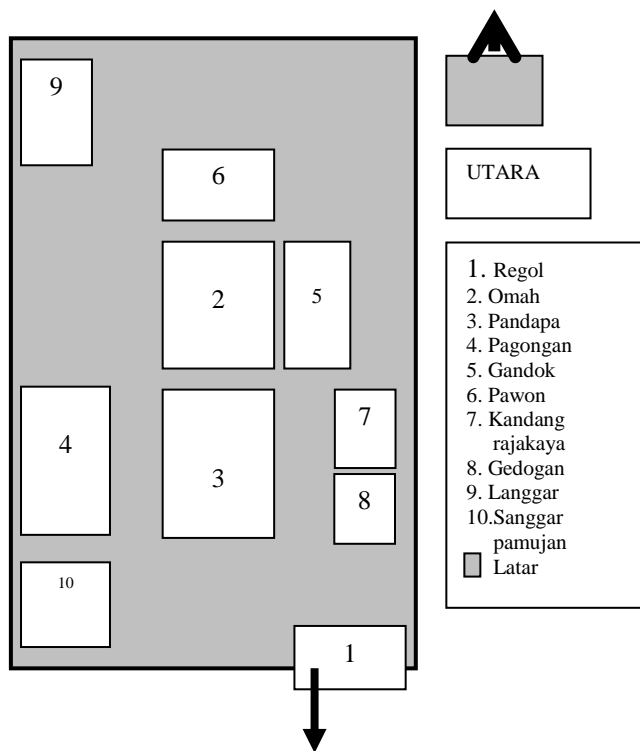 9
6
2
5
4
3
7
8
10
1
UTARA
1. Regol
2. Omah
3. Pandapa
4. Pagongan
5. Gandok
6. Pawon
7. Kandang
rajakaya
8. Gedogan
9. Langgar
10.Sanggar
pamujan
Latar